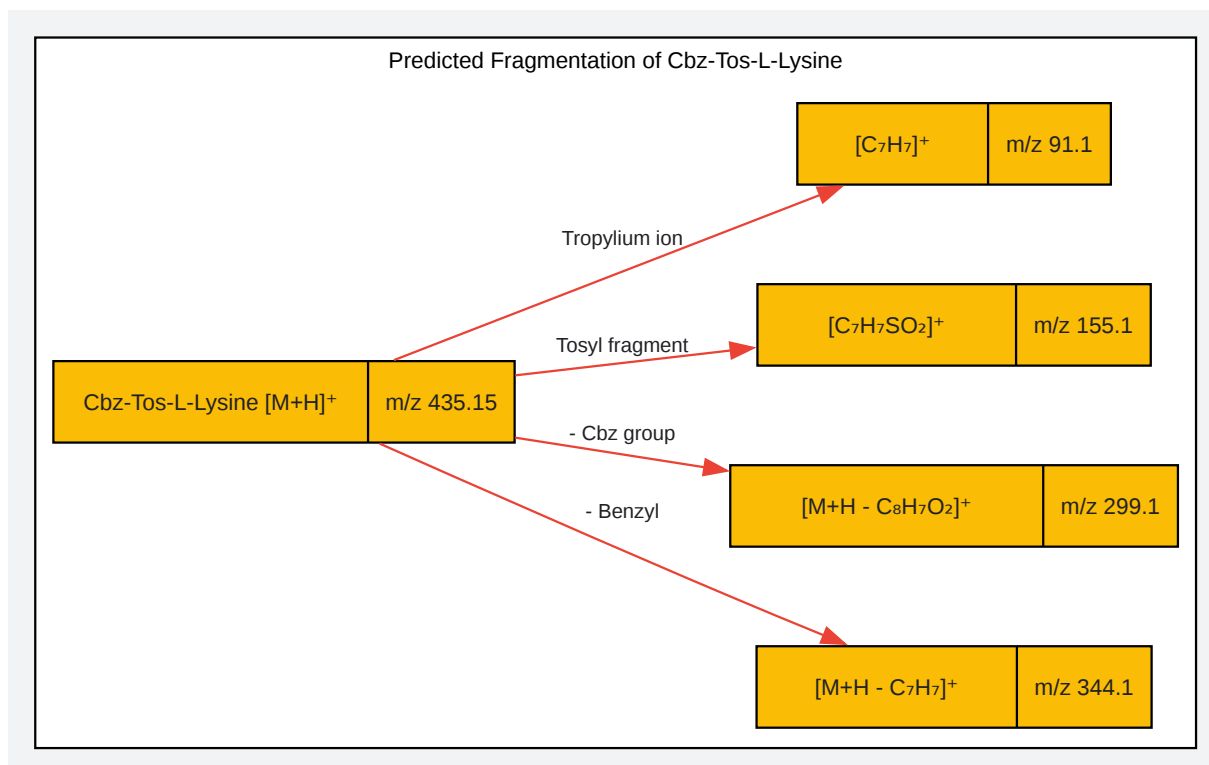 Predicted Fragmentation of Cbz-Tos-L-Lysine
[C₇H₇]⁺ m/z 91.1
Tropylium ion
[C₇H₇SO₂]⁺ m/z 155.1
Tosyl fragment
Cbz-Tos-L-Lysine [M+H]⁺ m/z 435.15
- Cbz group
[M+H - C₈H₇O₂]⁺ m/z 299.1
- Benzyl
[M+H - C₇H₇]⁺ m/z 344.1